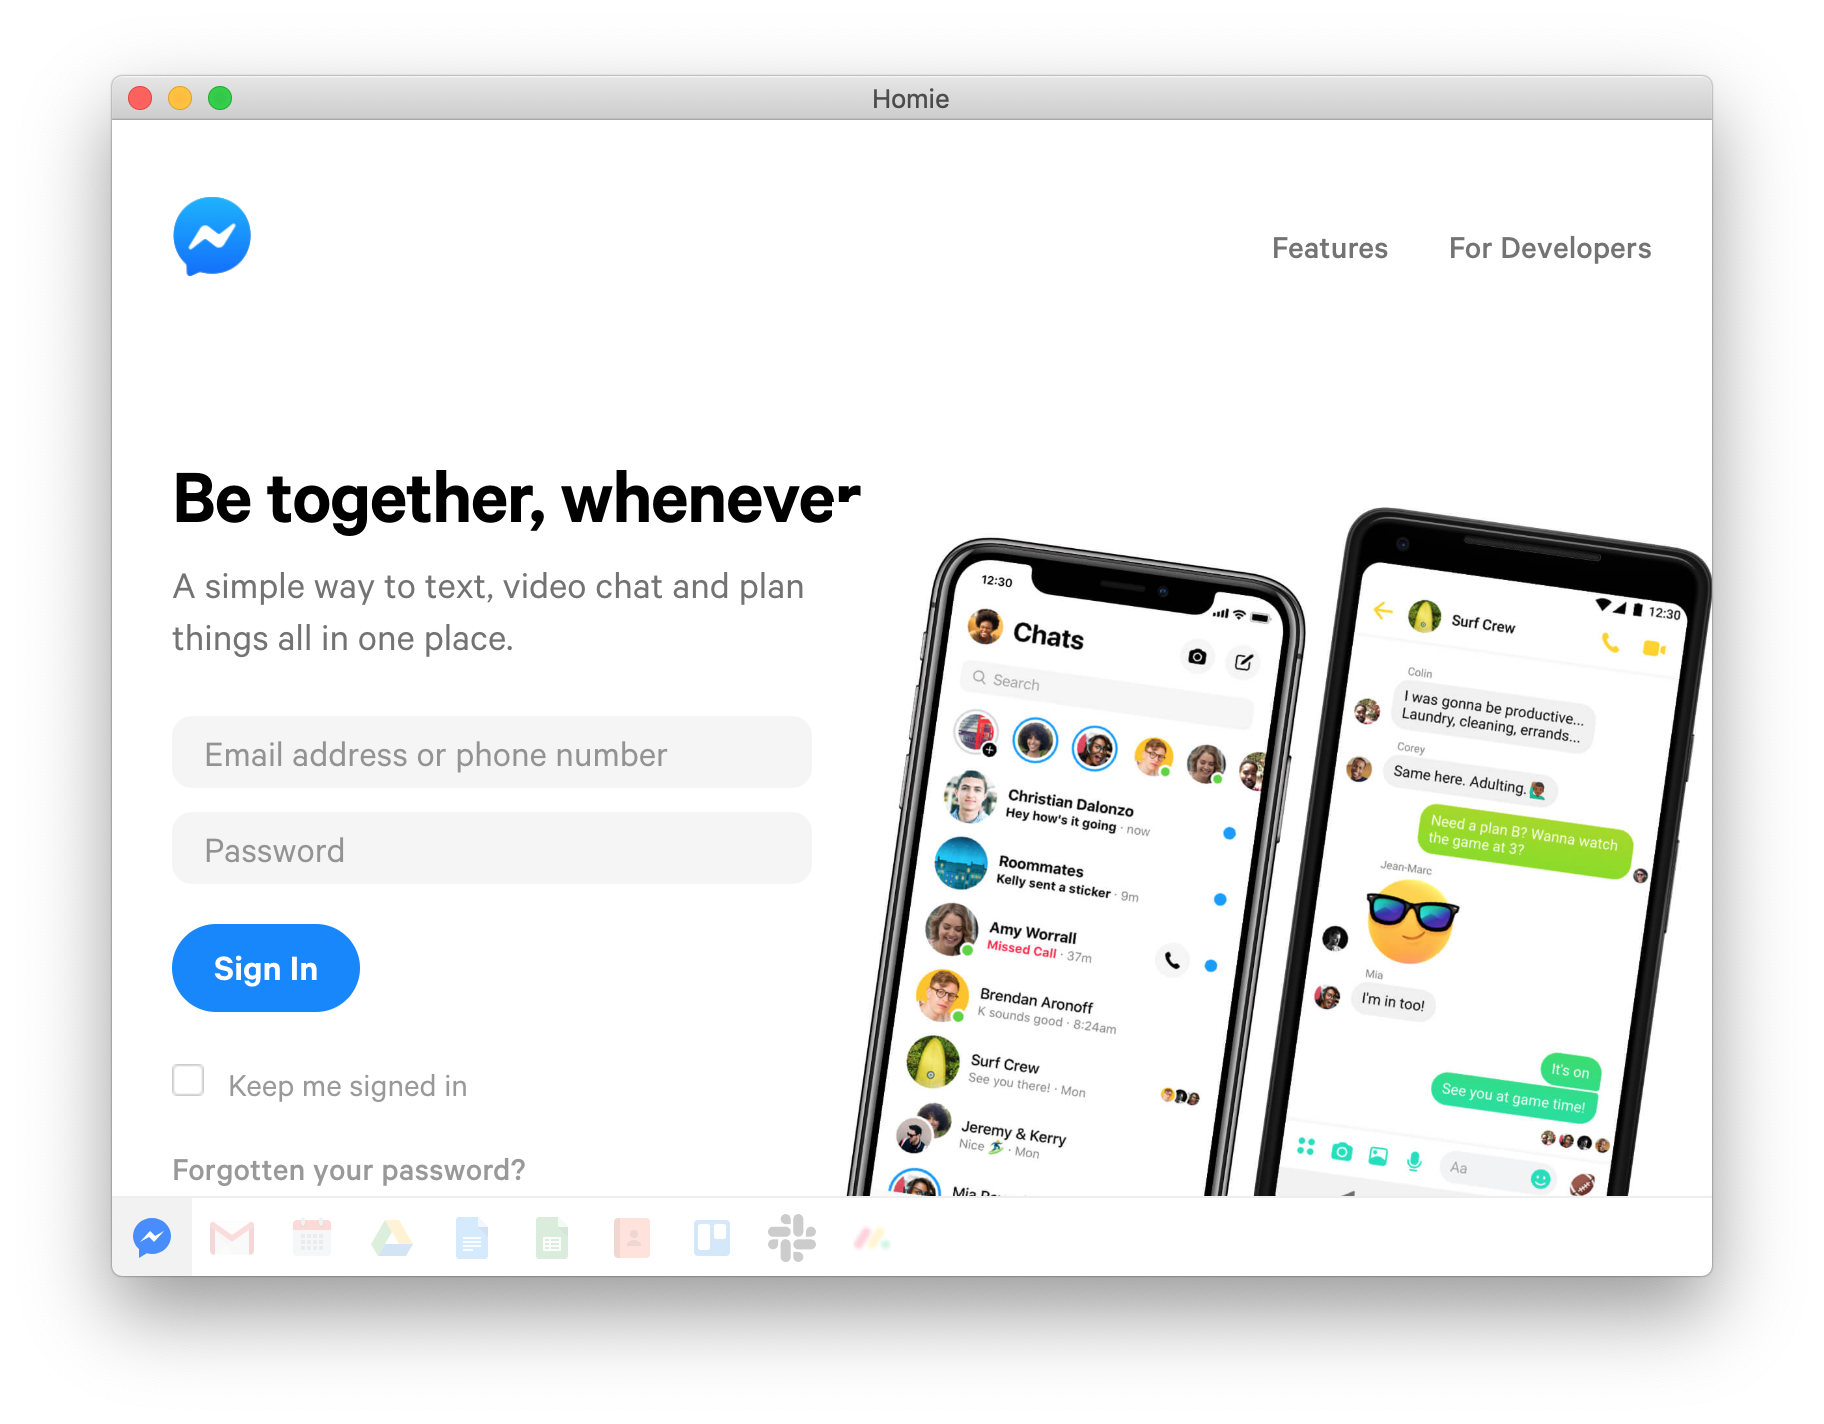 Homie
Features
For Developers
Be together, whenever
A simple way to text, video chat and plan
things all in one place.
Email address or phone number
Password
Sign In
Keep me signed in
Forgotten your password?
12:30
Chats
Search
Christian Dalonzo
Hey how's it going · now
Roommates
Kelly sent a sticker · 9m
Amy Worrall
Missed Call · 37m
Brendan Aronoff
K sounds good · 8:24am
Surf Crew
See you there! · Mon
Jeremy & Kerry
Nice 🏄 · Mon
Mia
12:30
Surf Crew
Colin
I was gonna be productive...
Laundry, cleaning, errands...
Corey
Same here. Adulting. 🙋🏾‍♂️
Need a plan B? Wanna watch
the game at 3?
Jean-Marc
Mia
I'm in too!
It's on
See you at game time!
Aa